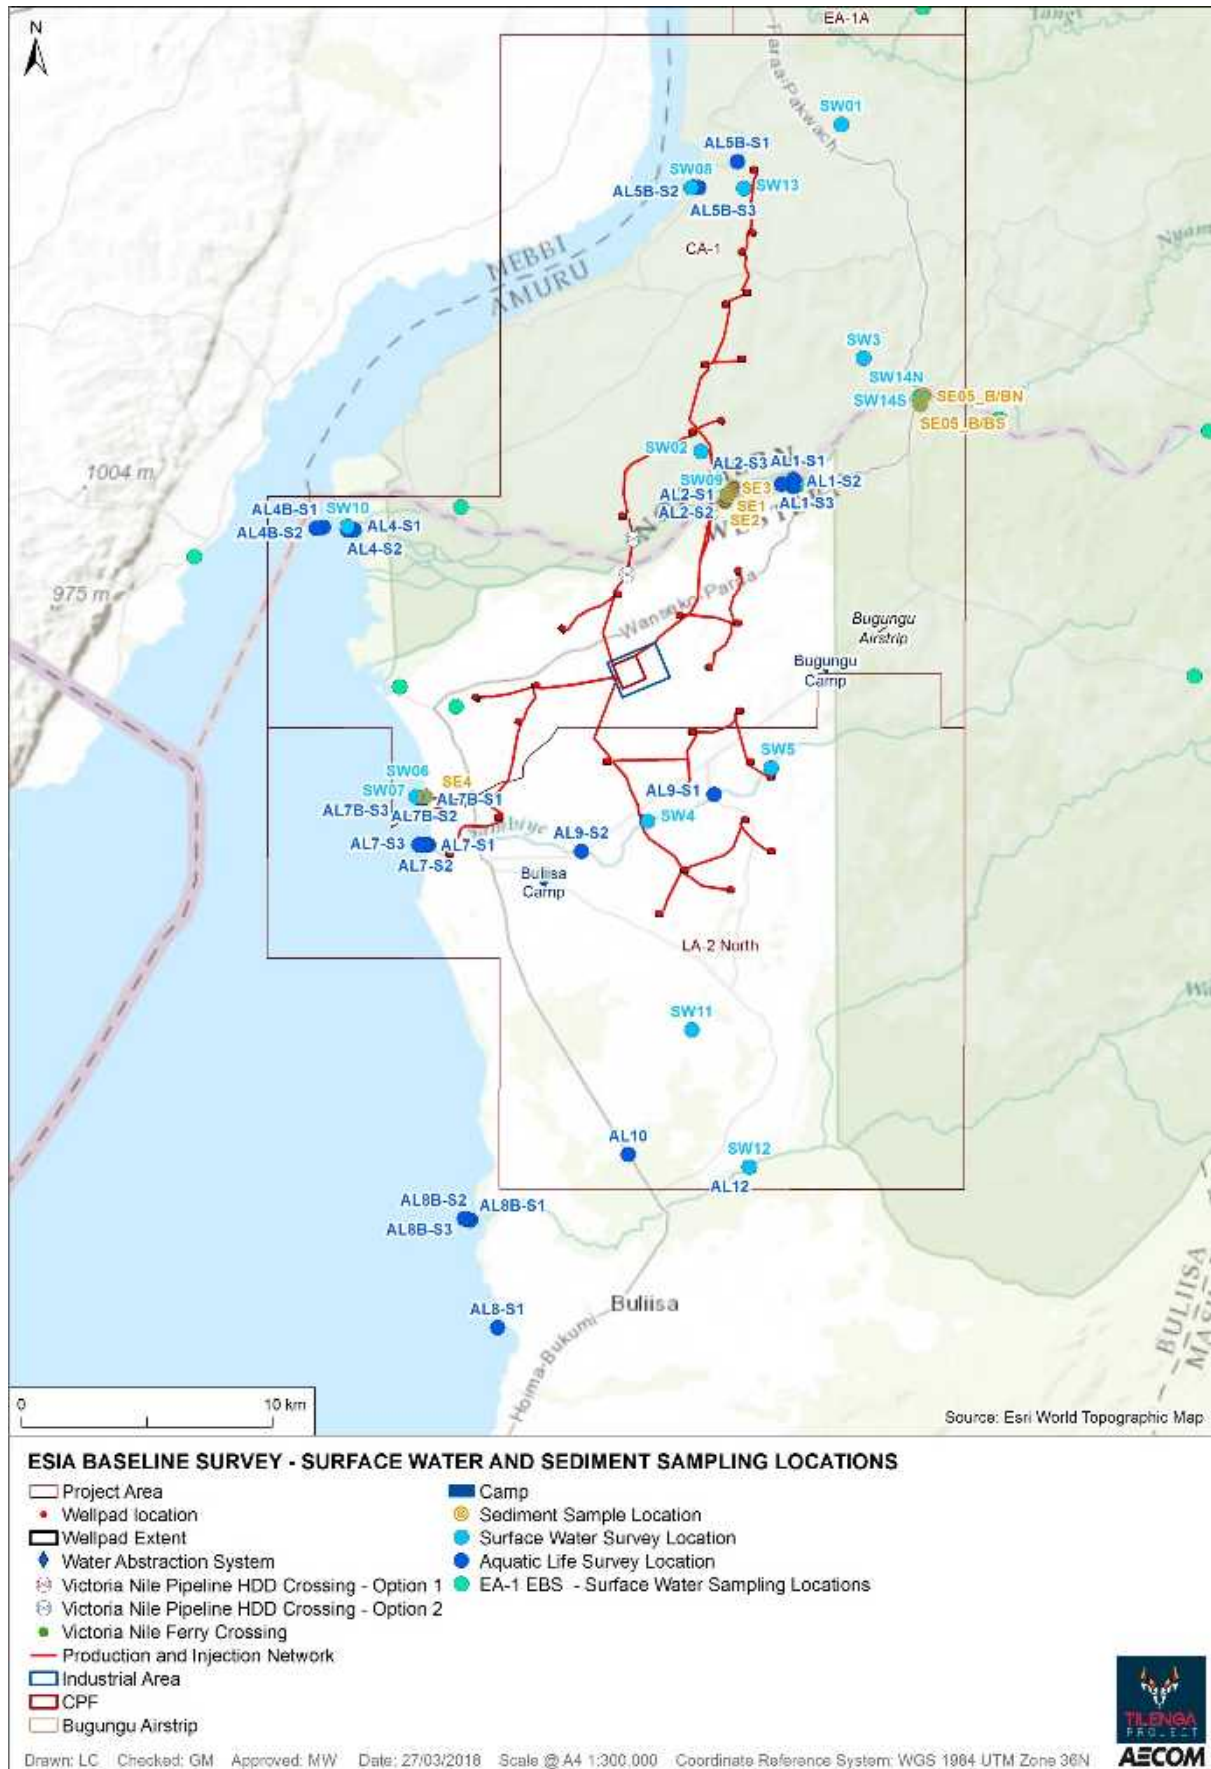 N
EA-1A
Tangi
Paraa-Pakwach
SW01
AL5B-S1
SW08
AL5B-S2
SW13
AL5B-S3
CA-1
NEBBI
AMURU
SW3
SW14N
SE05_B/BN
SW14S
SE05_B/BS
SW02
AL2-S3
AL1-S1
1004 m
SW09
SE3
AL1-S2
AL2-S1
SE1
AL1-S3
AL2-S2
SE2
AL4B-S1
SW10
AL4-S1
AL4B-S2
AL4-S2
975 m
Wanseko-Paraa
Bugungu
Airstrip
Bugungu
Camp
SW06
SE4
SW5
SW07
AL7B-S1
AL9-S1
AL7B-S3
AL7B-S2
SW4
Sambiye
AL7-S3
AL7-S1
AL9-S2
AL7-S2
Buliisa
Camp
LA-2 North
SW11
AL10
SW12
AL12
AL8B-S2
AL8B-S1
AL8B-S3
AL8-S1
Buliisa
BULIISA
Hoima-Bukumi
0 10 km
Source: Esri World Topographic Map
ESIA BASELINE SURVEY - SURFACE WATER AND SEDIMENT SAMPLING LOCATIONS
Project Area
Wellpad location
Wellpad Extent
Water Abstraction System
Victoria Nile Pipeline HDD Crossing - Option 1
Victoria Nile Pipeline HDD Crossing - Option 2
Victoria Nile Ferry Crossing
Production and Injection Network
Industrial Area
CPF
Bugungu Airstrip
Camp
Sediment Sample Location
Surface Water Survey Location
Aquatic Life Survey Location
EA-1 EBS - Surface Water Sampling Locations
TILENGA
PROJECT
Drawn: LC Checked: GM Approved: MW Date: 27/03/2018 Scale @ A4 1:300,000 Coordinate Reference System: WGS 1984 UTM Zone 36N
AECOM